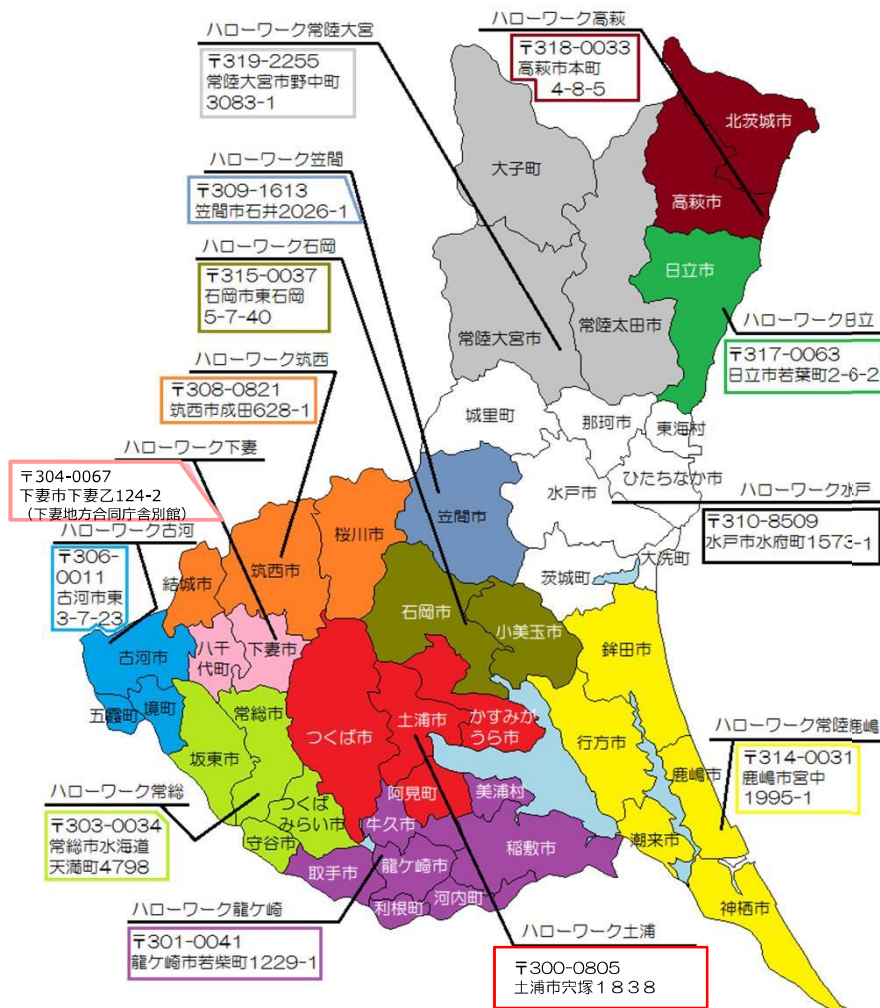 ハローワーク常陸大宮
〒319-2255
常陸大宮市野中町
3083-1
ハローワーク高萩
〒318-0033
高萩市本町
4-8-5
北茨城市
大子町
高萩市
ハローワーク笠間
〒309-1613
笠間市石井2026-1
ハローワーク石岡
〒315-0037
石岡市東石岡
5-7-40
日立市
常陸大宮市
常陸太田市
ハローワーク日立
〒317-0063
日立市若葉町2-6-2
ハローワーク筑西
〒308-0821
筑西市成田628-1
城里町
那珂市
東海村
ハローワーク下妻
〒304-0067
下妻市下妻乙124-2
(下妻地方合同庁舎別館)
ひたちなか市
水戸市
笠間市
ハローワーク水戸
〒310-8509
水戸市水府町1573-1
ハローワーク古河
〒306-
0011
古河市東
3-7-23
桜川市
筑西市
結城市
大洗町
茨城町
石岡市
小美玉市
鉾田市
古河市
八千
代町
下妻市
五霞町
境町
常総市
坂東市
つくば市
土浦市
かすみが
うら市
行方市
鹿嶋市
ハローワーク常陸鹿嶋
〒314-0031
鹿嶋市宮中
1995-1
ハローワーク常総
〒303-0034
常総市水海道
天満町4798
つくば
みらい市
守谷市
阿見町
美浦村
牛久市
稲敷市
潮来市
取手市
龍ケ崎市
利根町
河内町
神栖市
ハローワーク龍ケ崎
〒301-0041
龍ケ崎市若柴町1229-1
ハローワーク土浦
〒300-0805
土浦市宍塚1838